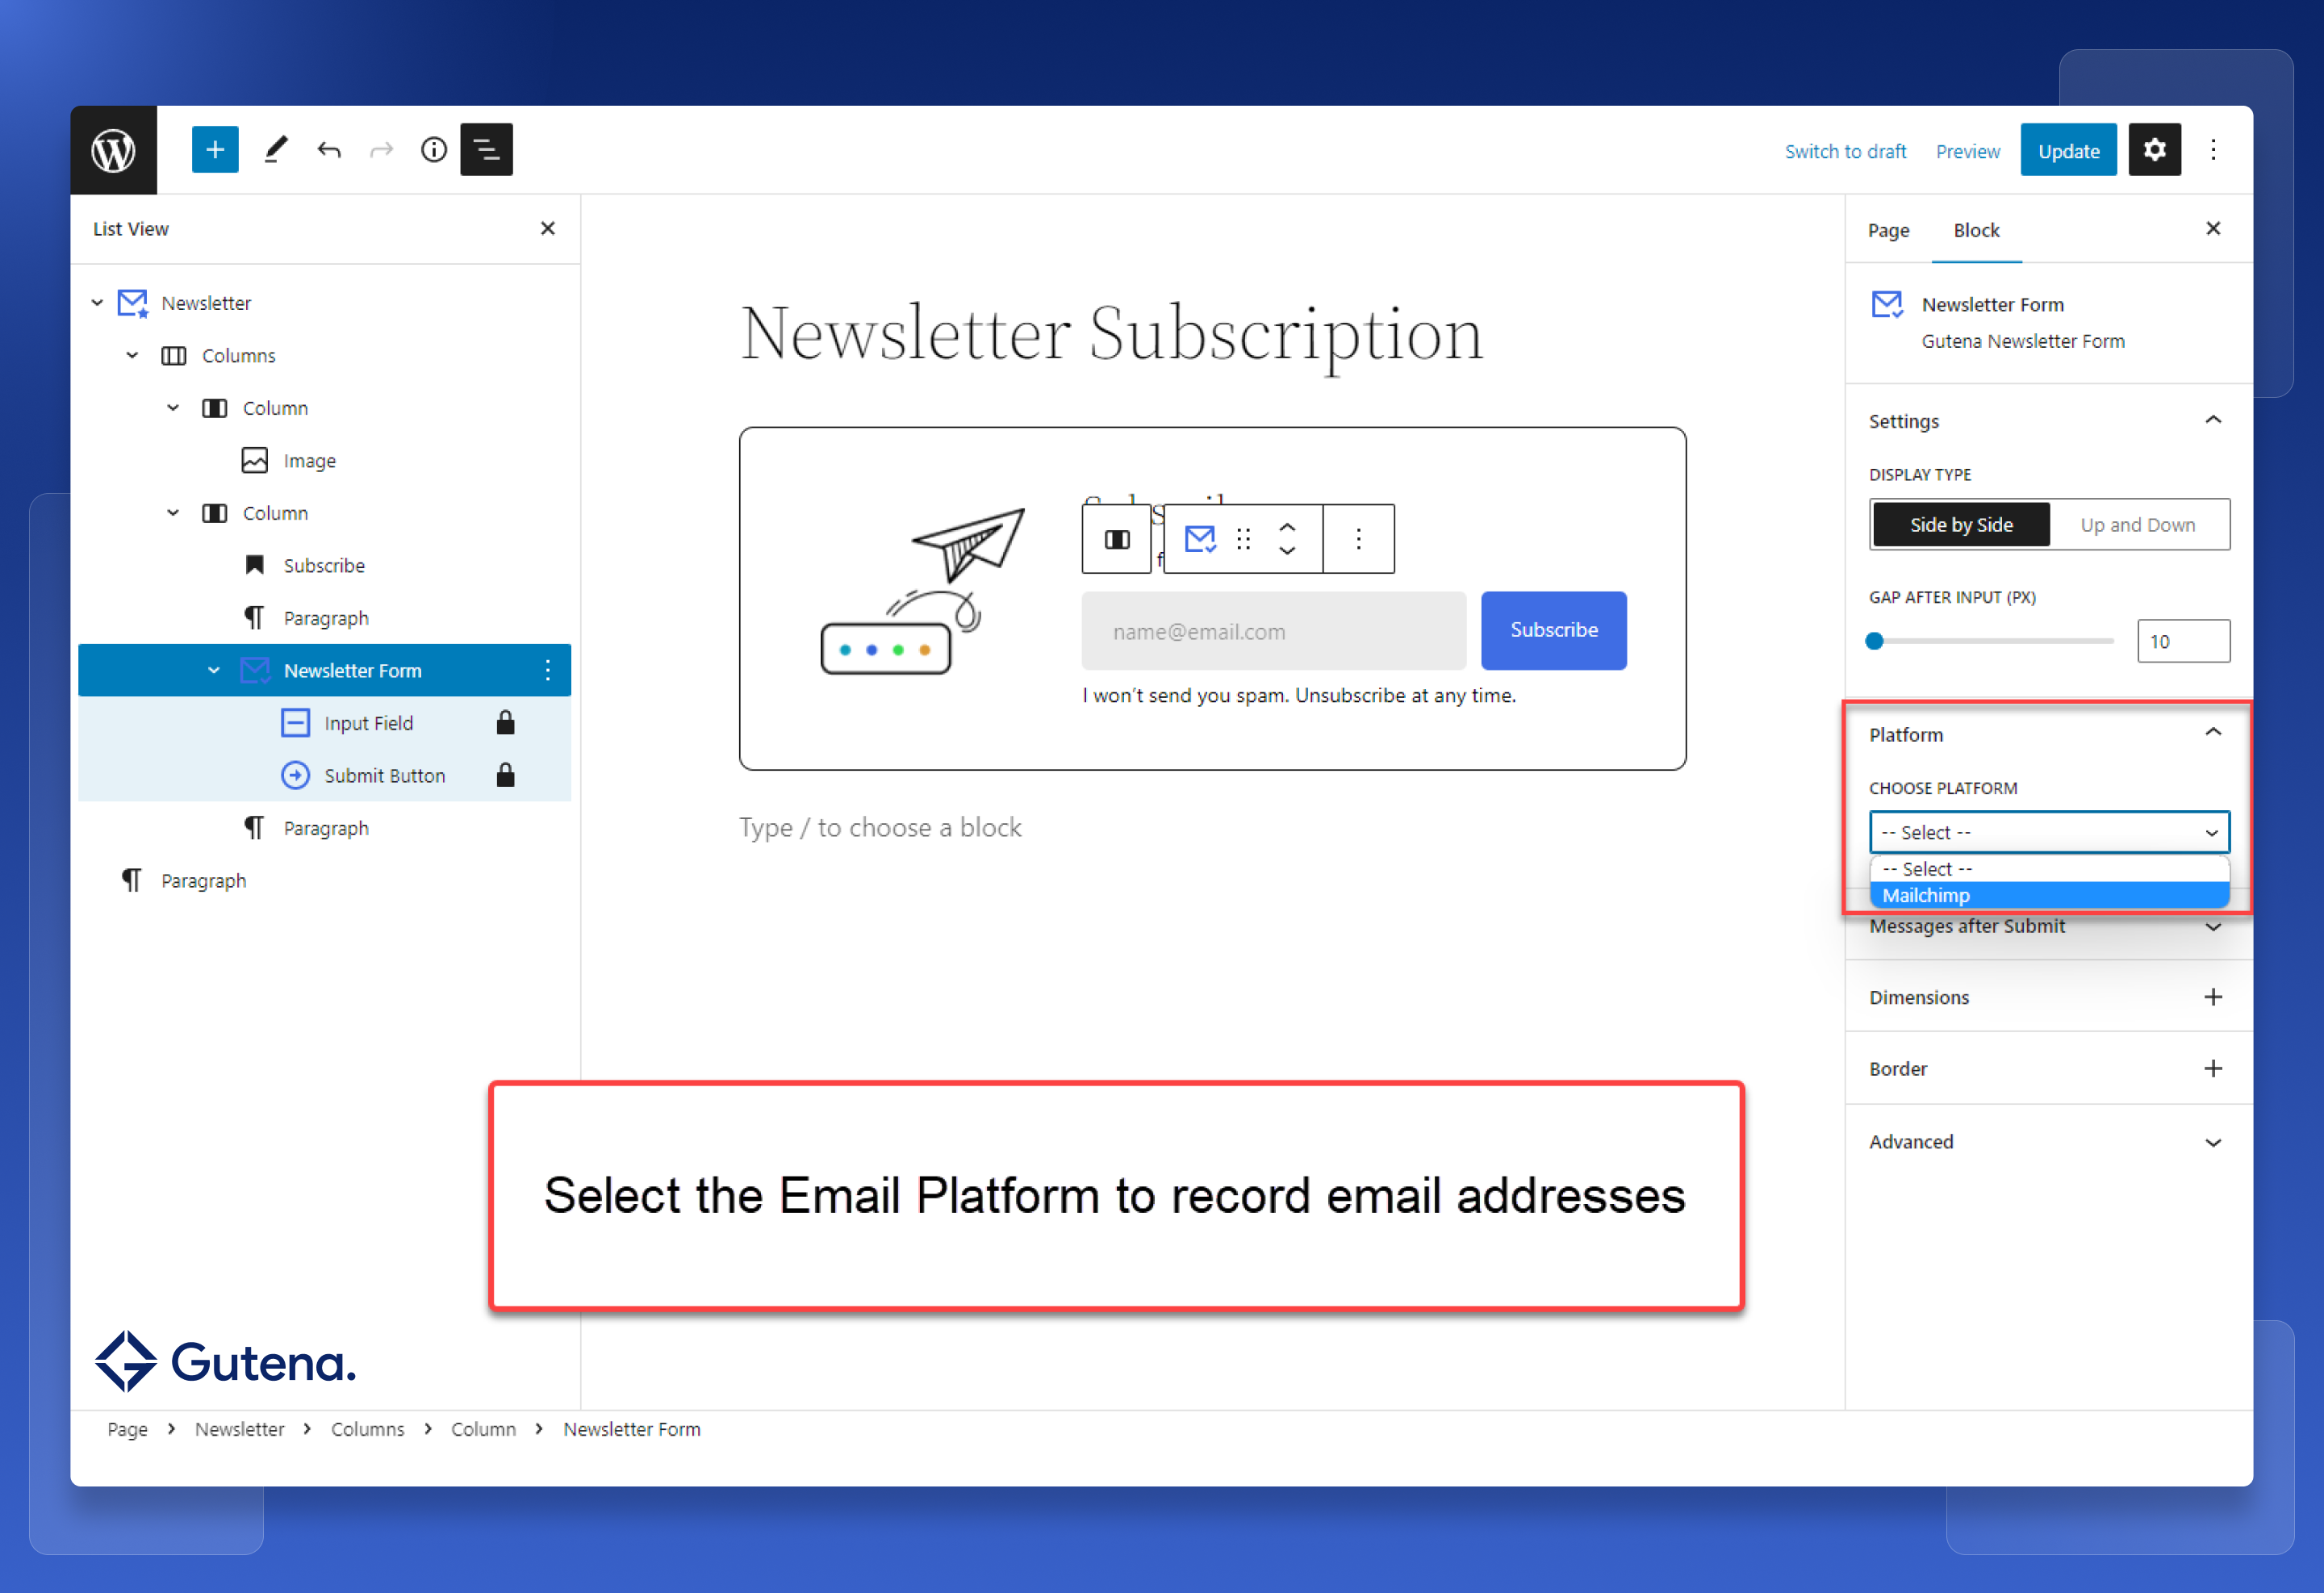 Switch to draft
Preview
Update
List View
Newsletter
Columns
Column
Image
Column
Subscribe
Paragraph
Newsletter Form
Input Field
Submit Button
Paragraph
Paragraph
Newsletter Subscription
name@email.com
Subscribe
I won't send you spam. Unsubscribe at any time.
Type / to choose a block
Page
Block
Newsletter Form
Gutena Newsletter Form
Settings
DISPLAY TYPE
Side by Side
Up and Down
GAP AFTER INPUT (PX)
10
Platform
CHOOSE PLATFORM
-- Select --
-- Select --
Mailchimp
Messages after Submit
Dimensions
Border
Advanced
Select the Email Platform to record email addresses
Gutena.
Page > Newsletter > Columns > Column > Newsletter Form